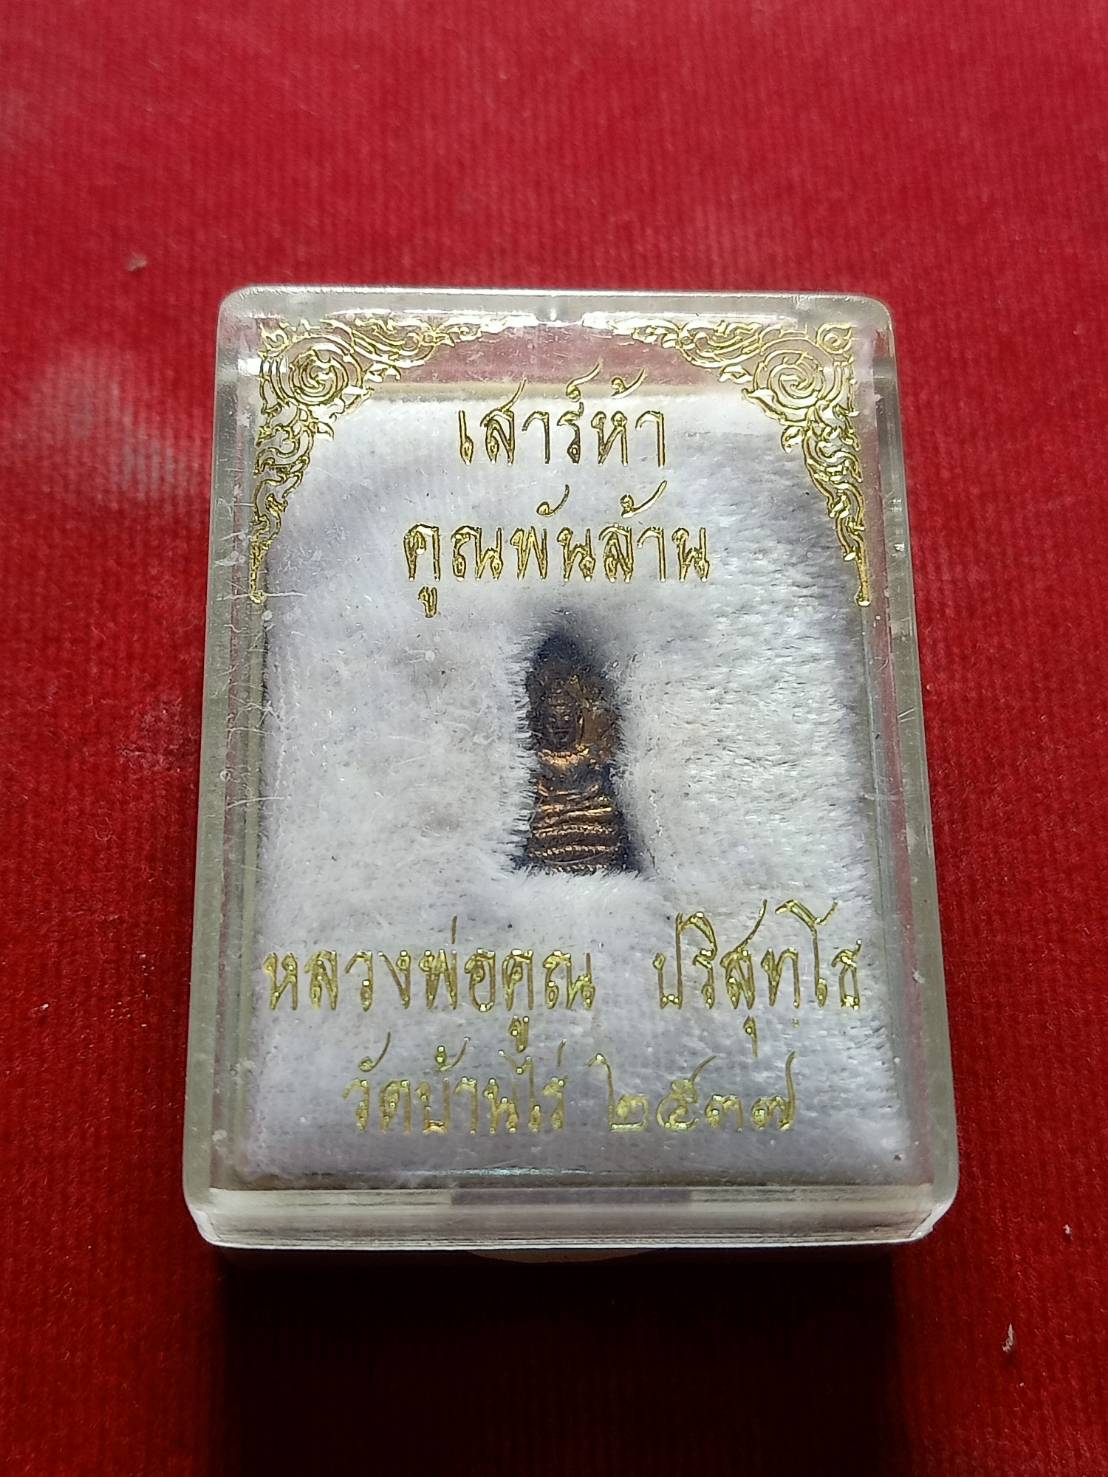 เสาร์ห้า
คูณพันล้าน
หลวงพ่อคูณ ปริสุทฺโธ
วัดบ้านไร่ ๒๕๓๗